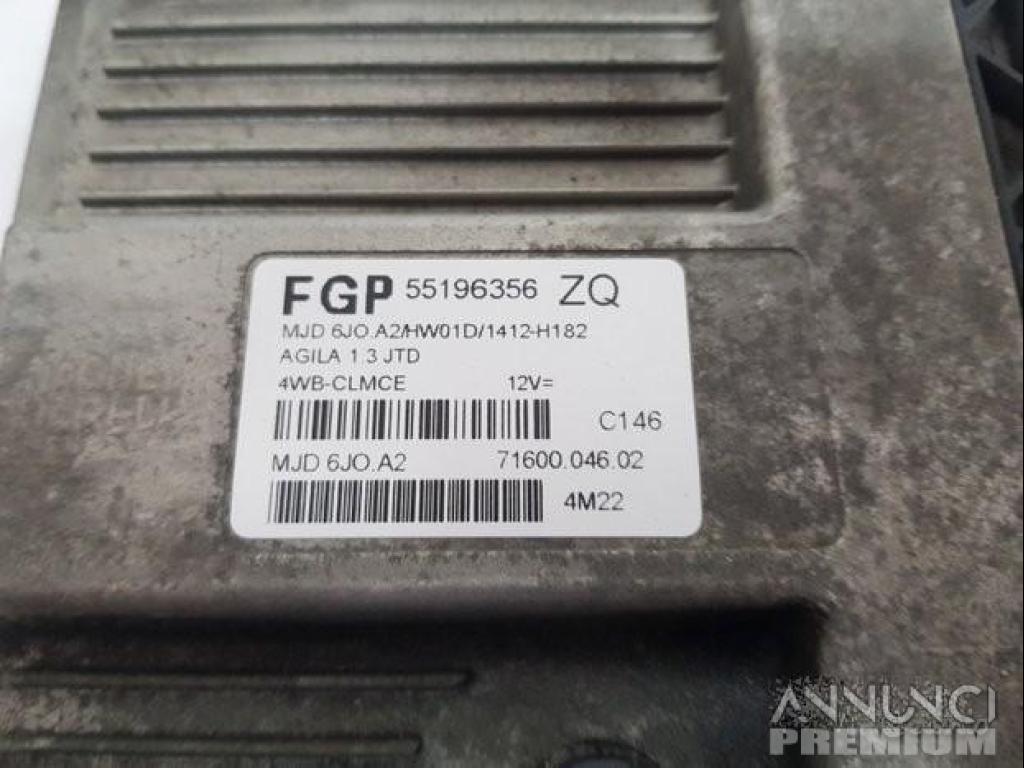 FGP 55196356 ZQ
MJD 6JO.A2/HW01D/1412-H182
AGILA 1.3 JTD
4WB-CLMCE 12V=
C146
MJD 6JO.A2 71600.046.02
4M22
ANNUNCI
PREMIUM